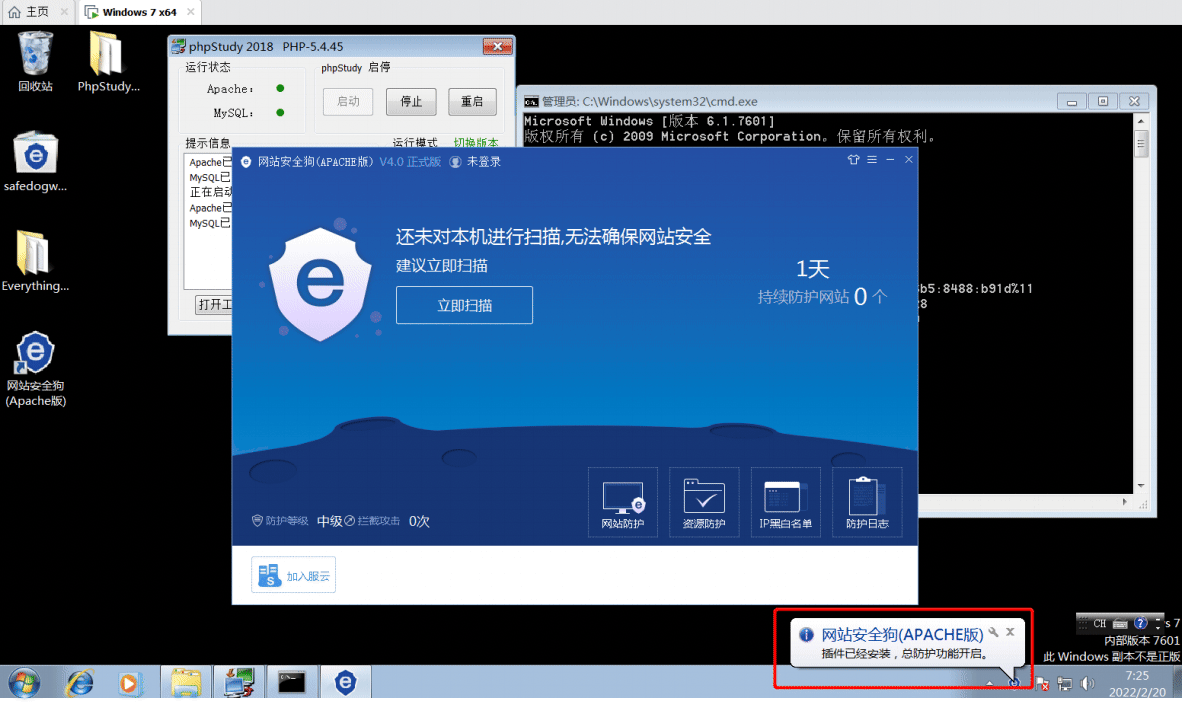 主页
Windows 7 x64
回收站
PhpStudy...
safedogw...
Everything...
网站安全狗
(Apache版)
phpStudy 2018 PHP-5.4.45
运行状态
phpStudy 启停
Apache:
MySQL:
启动
停止
重启
提示信息
运行模式
切换版本
Apache已
MySQL已
正在启动
Apache已
MySQL已
打开工
管理员: C:\Windows\system32\cmd.exe
Microsoft Windows [版本 6.1.7601]
版权所有 (c) 2009 Microsoft Corporation。保留所有权利。
b5:8488:b91d%11
8
网站安全狗(APACHE版) V4.0 正式版 未登录
还未对本机进行扫描,无法确保网站安全
建议立即扫描
立即扫描
1天
持续防护网站 0 个
防护等级 中级 拦截攻击 0次
网站防护
资源防护
IP黑白名单
防护日志
加入服云
网站安全狗(APACHE版)
插件已经安装，总防护功能开启。
CH
s 7
内部版本 7601
此 Windows 副本不是正版
7:25
2022/2/20